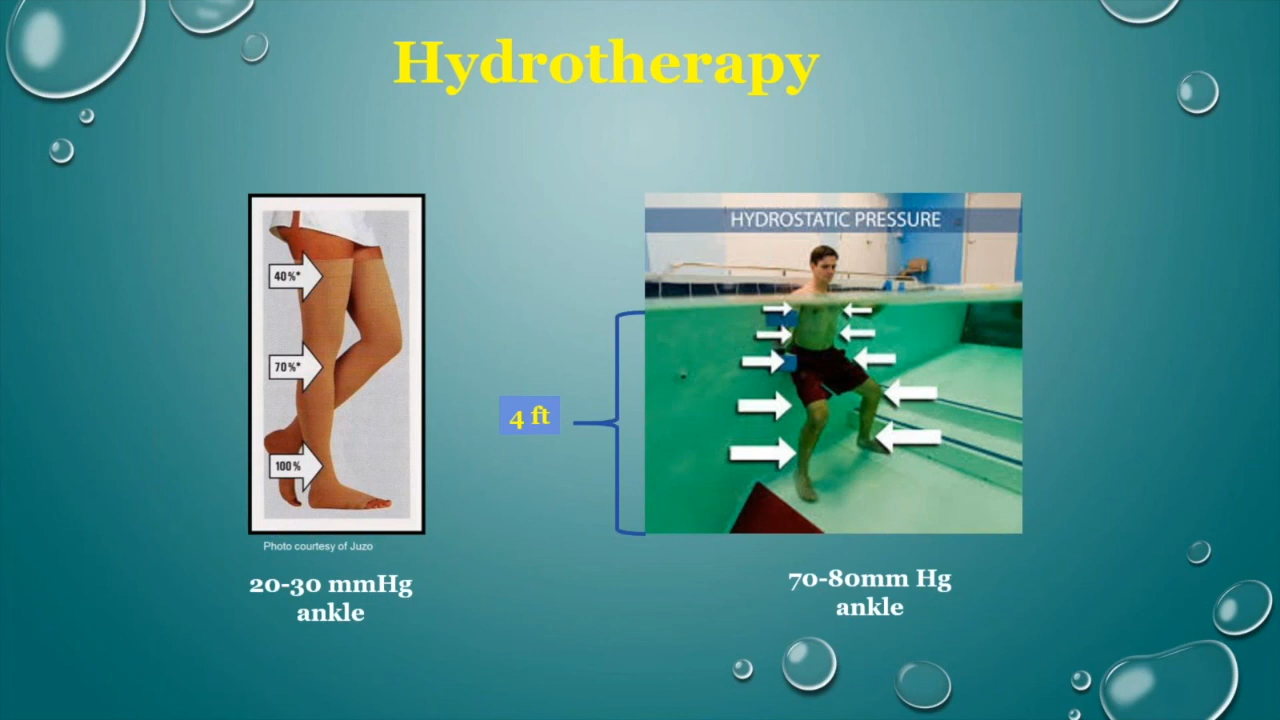 Hydrotherapy
40%*
70%*
100%
Photo courtesy of Juzo
20-30 mmHg
ankle
4 ft
HYDROSTATIC PRESSURE
70-80mm Hg
ankle